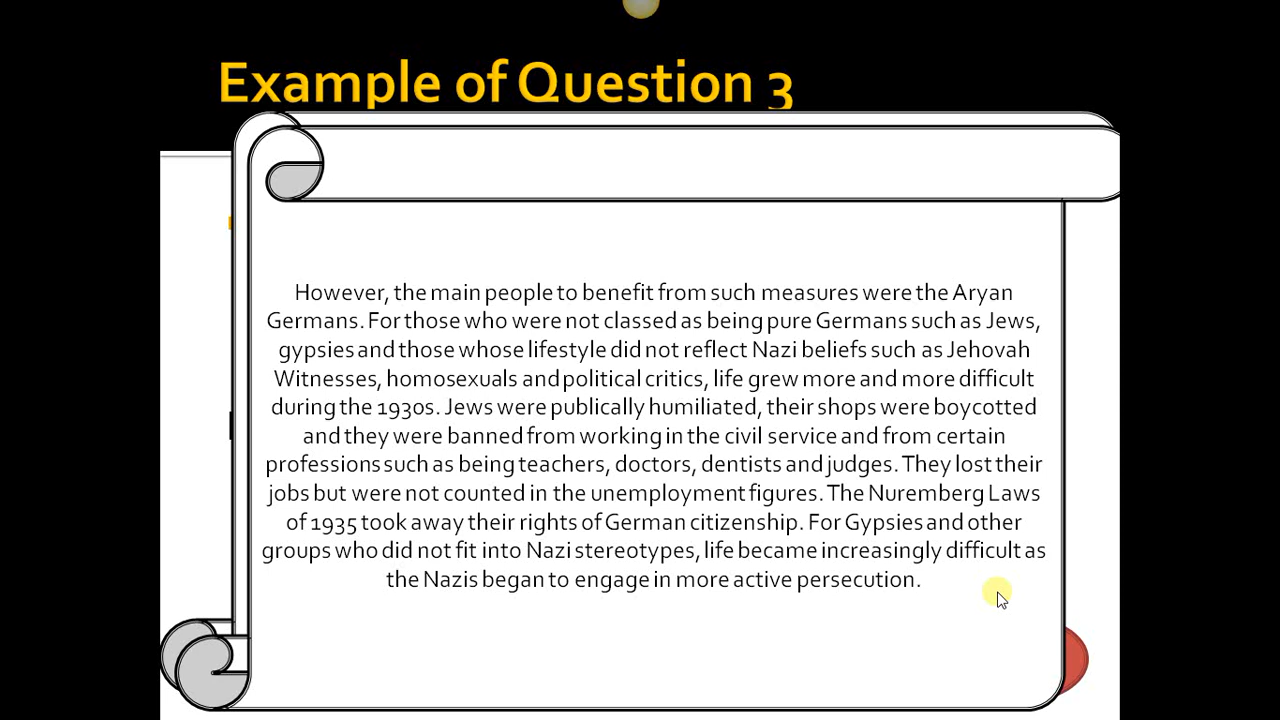 Example of Question 3
However, the main people to benefit from such measures were the Aryan
Germans. For those who were not classed as being pure Germans such as Jews,
gypsies and those whose lifestyle did not reflect Nazi beliefs such as Jehovah
Witnesses, homosexuals and political critics, life grew more and more difficult
during the 1930s. Jews were publically humiliated, their shops were boycotted
and they were banned from working in the civil service and from certain
professions such as being teachers, doctors, dentists and judges. They lost their
jobs but were not counted in the unemployment figures. The Nuremberg Laws
of 1935 took away their rights of German citizenship. For Gypsies and other
groups who did not fit into Nazi stereotypes, life became increasingly difficult as
the Nazis began to engage in more active persecution.